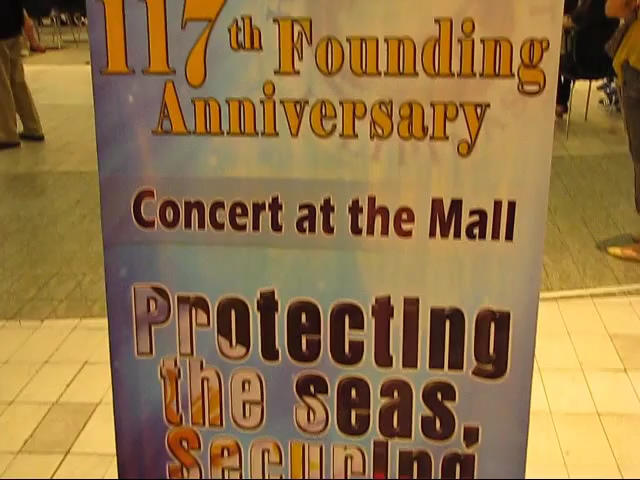 117th Founding
Anniversary
Concert at the Mall
Protecting
the seas,
Securing